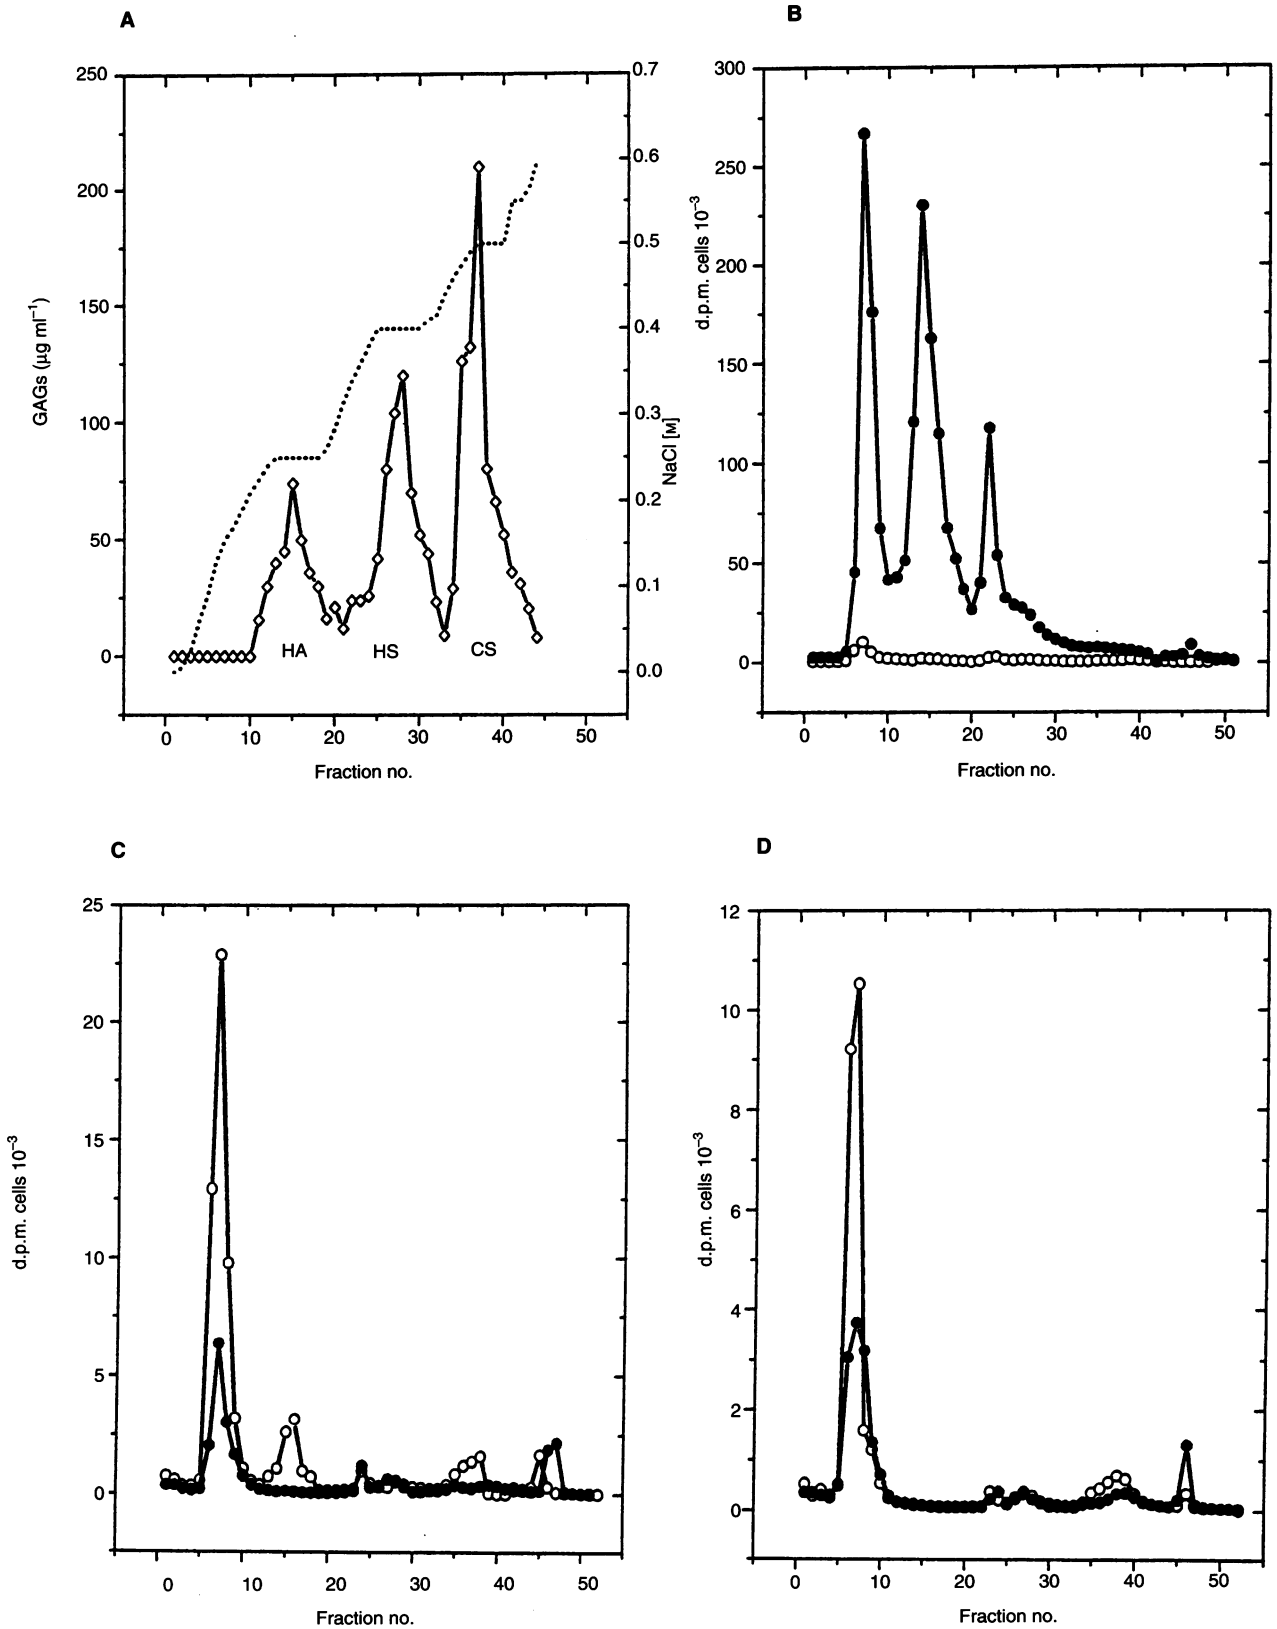 A
250
200
150
100
50
0
GAGs (µg ml⁻¹)
0.7
0.6
0.5
0.4
0.3
0.2
0.1
0.0
NaCl [M]
HA HS CS
0 10 20 30 40 50
Fraction no.
B
300
250
200
150
100
50
0
d.p.m. cells 10⁻³
0 10 20 30 40 50
Fraction no.
C
25
20
15
10
5
0
d.p.m. cells 10⁻³
0 10 20 30 40 50
Fraction no.
D
12
10
8
6
4
2
0
d.p.m. cells 10⁻³
0 10 20 30 40 50
Fraction no.